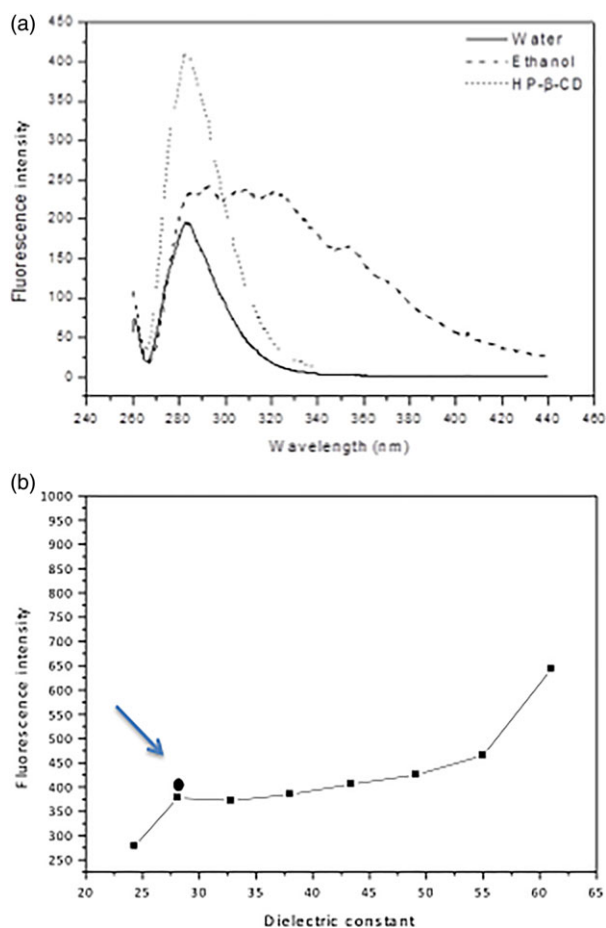 (a)
450
400
350
300
250
200
150
100
50
0
Fluorescence intensity
Water
Ethanol
HP-β-CD
240 260 280 300 320 340 360 380 400 420 440 460
Wavelength (nm)
(b)
1000
950
900
850
800
750
700
650
600
550
500
450
400
350
300
250
Fluorescence intensity
20 25 30 35 40 45 50 55 60 65
Dielectric constant